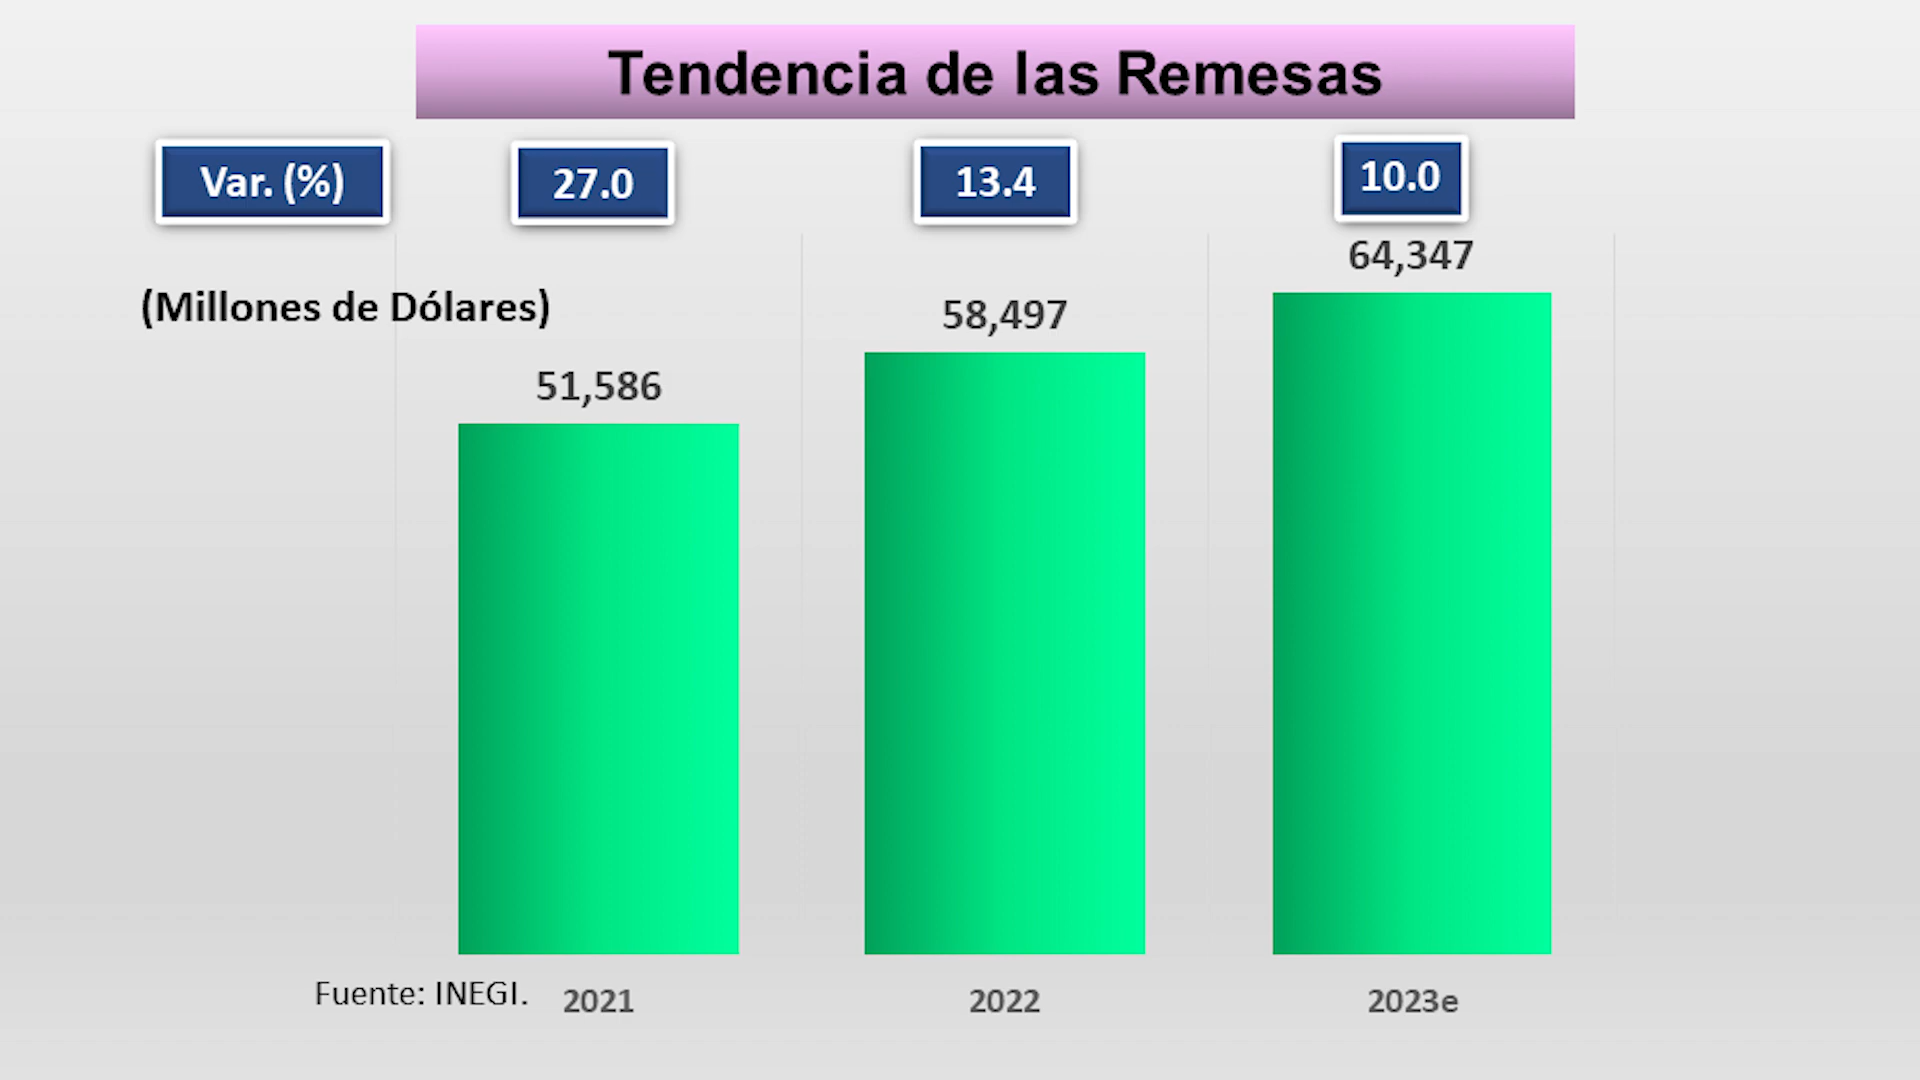 Tendencia de las Remesas
Var. (%) 27.0 13.4 10.0
(Millones de Dólares)
51,586 58,497 64,347
Fuente: INEGI.
2021 2022 2023e